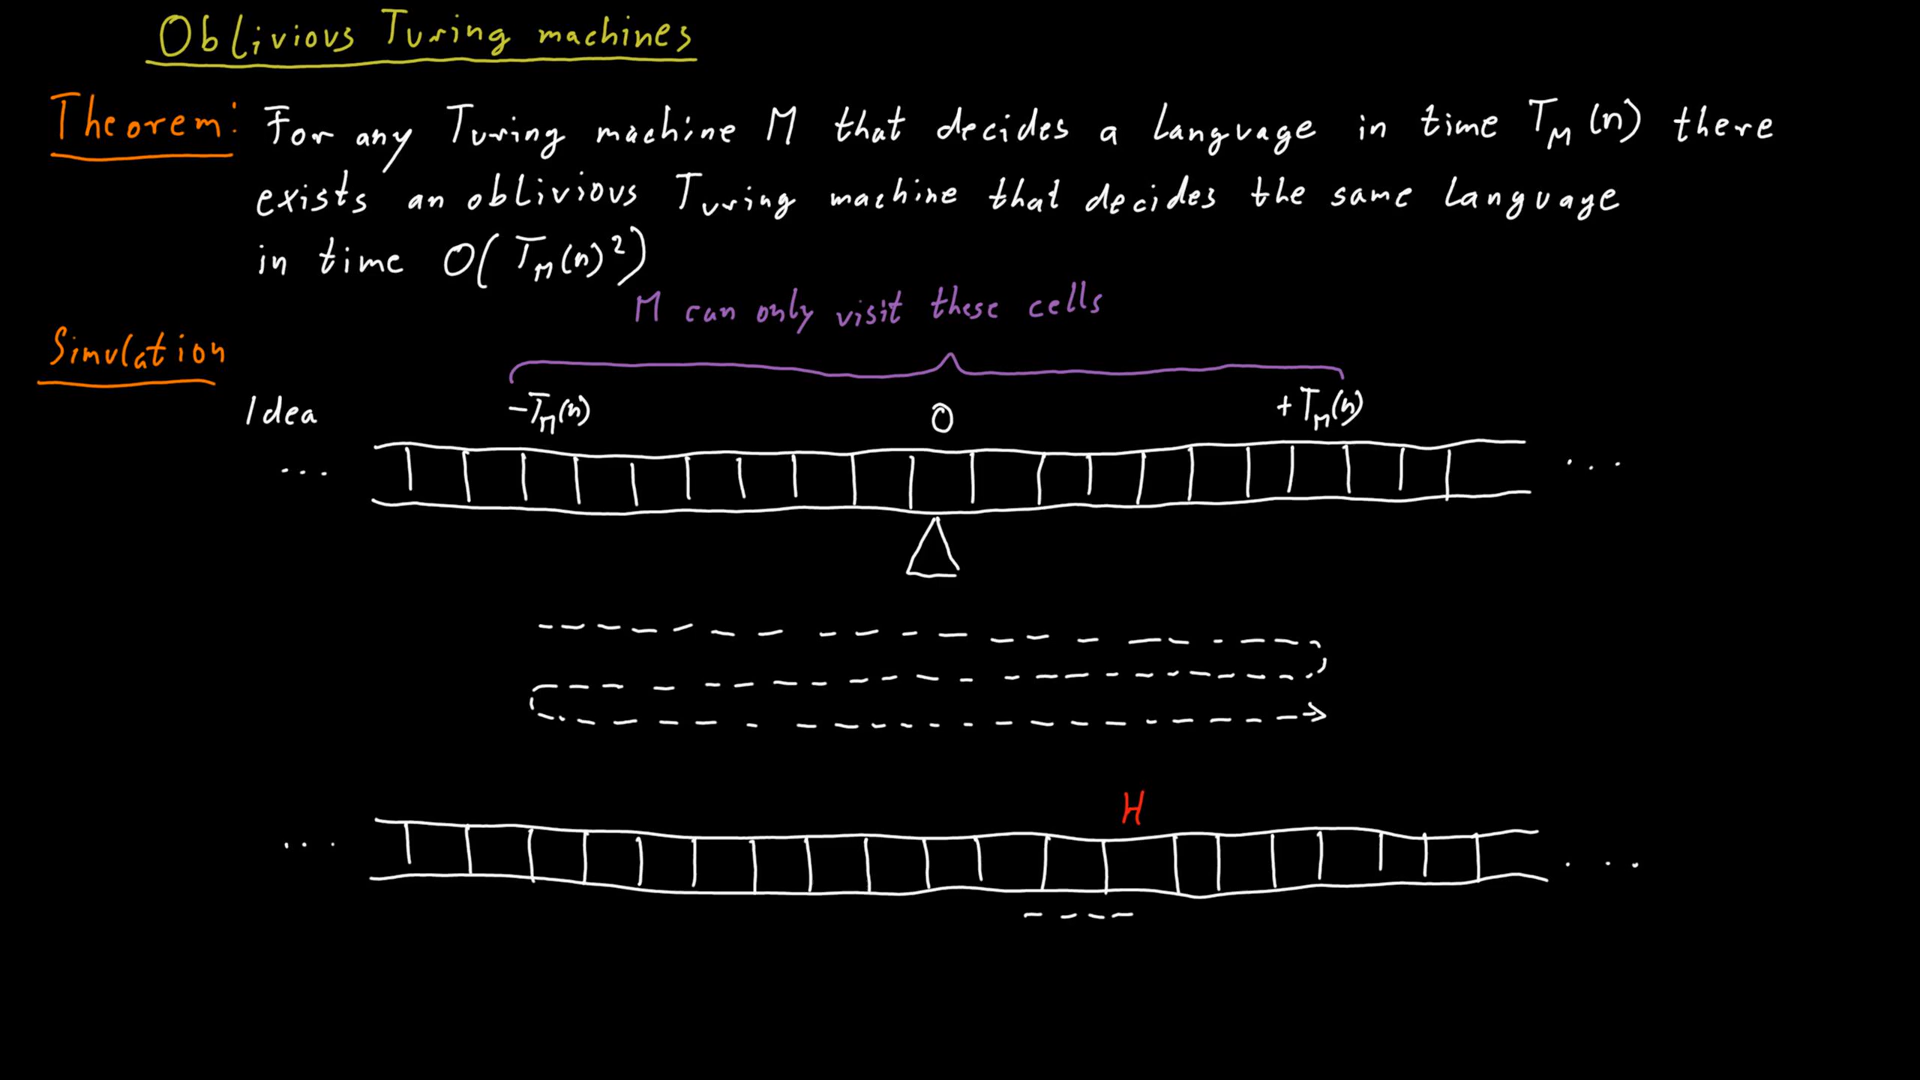 Oblivious Turing machines
Theorem: For any Turing machine M that decides a language in time T_M(n) there
exists an oblivious Turing machine that decides the same language
in time O(T_M(n)²)
M can only visit these cells
Simulation
Idea
-T_M(n) 0 +T_M(n)
... ...
H
... ...